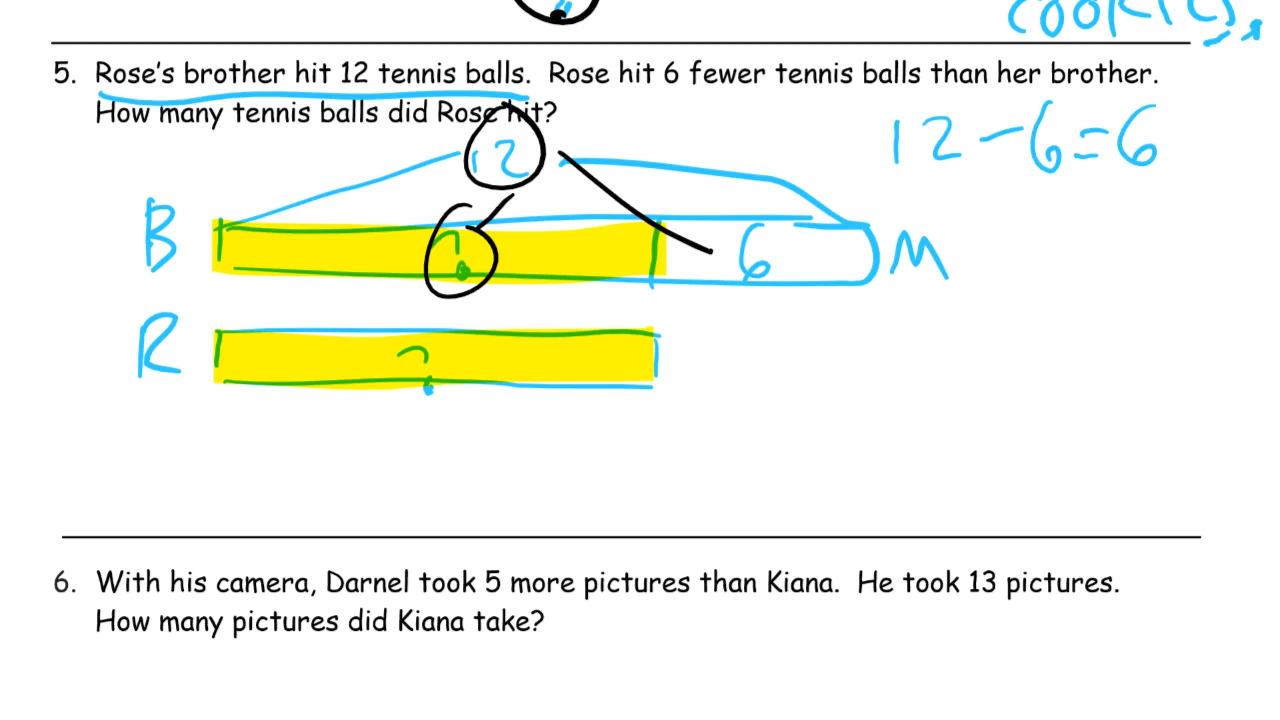 cookies.
5. Rose's brother hit 12 tennis balls. Rose hit 6 fewer tennis balls than her brother.
How many tennis balls did Rose hit?
12 - 6 = 6
12
B ? 6 M
R ?
6. With his camera, Darnel took 5 more pictures than Kiana. He took 13 pictures.
How many pictures did Kiana take?